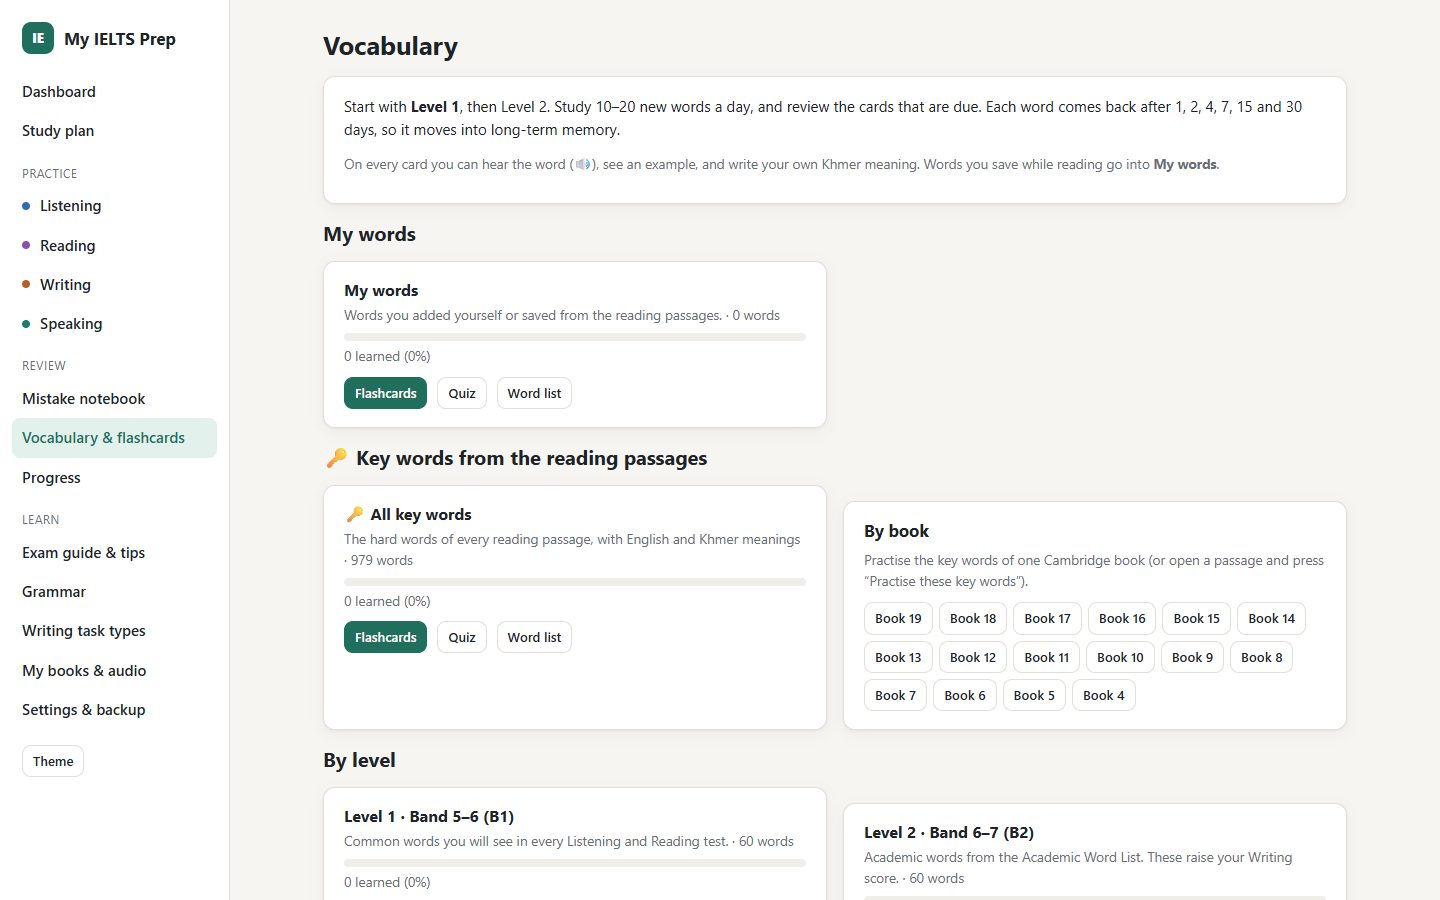 IE My IELTS Prep
Dashboard
Study plan
PRACTICE
Listening
Reading
Writing
Speaking
REVIEW
Mistake notebook
Vocabulary & flashcards
Progress
LEARN
Exam guide & tips
Grammar
Writing task types
My books & audio
Settings & backup
Theme
Vocabulary
Start with Level 1, then Level 2. Study 10–20 new words a day, and review the cards that are due. Each word comes back after 1, 2, 4, 7, 15 and 30
days, so it moves into long-term memory.
On every card you can hear the word (🔊), see an example, and write your own Khmer meaning. Words you save while reading go into My words.
My words
My words
Words you added yourself or saved from the reading passages. · 0 words
0 learned (0%)
Flashcards Quiz Word list
🔑 Key words from the reading passages
🔑 All key words
The hard words of every reading passage, with English and Khmer meanings
· 979 words
0 learned (0%)
Flashcards Quiz Word list
By book
Practise the key words of one Cambridge book (or open a passage and press
“Practise these key words”).
Book 19 Book 18 Book 17 Book 16 Book 15 Book 14
Book 13 Book 12 Book 11 Book 10 Book 9 Book 8
Book 7 Book 6 Book 5 Book 4
By level
Level 1 · Band 5–6 (B1)
Common words you will see in every Listening and Reading test. · 60 words
0 learned (0%)
Level 2 · Band 6–7 (B2)
Academic words from the Academic Word List. These raise your Writing
score. · 60 words